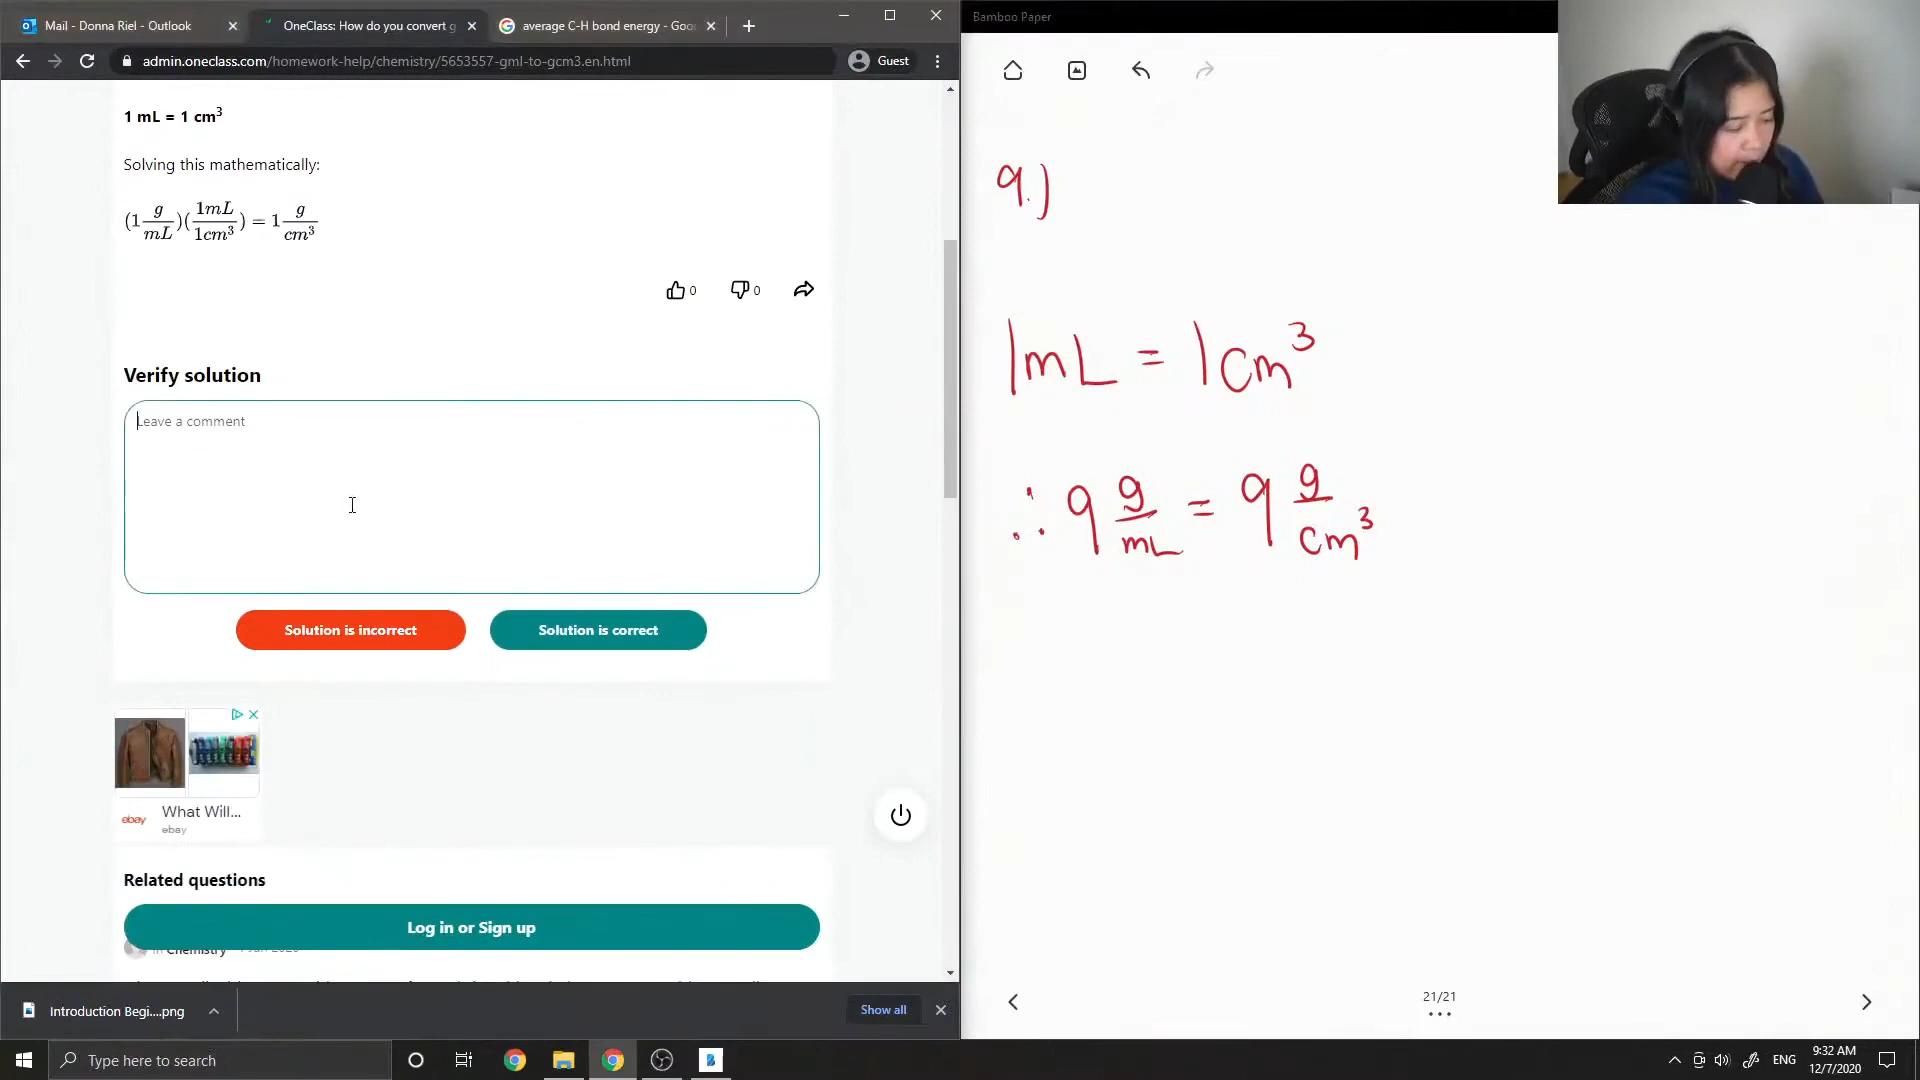 Mail - Donna Riel - Outlook
OneClass: How do you convert g
average C-H bond energy - Goo
admin.oneclass.com/homework-help/chemistry/5653557-gml-to-gcm3.en.html
Guest
1 mL = 1 cm³
Solving this mathematically:
(1 g/mL)(1mL/1cm³) = 1 g/cm³
0
0
Verify solution
Leave a comment
Solution is incorrect
Solution is correct
What Will...
ebay
ebay
Related questions
Log in or Sign up
in Chemistry
Introduction Begi....png
Show all
Type here to search
Bamboo Paper
9.)
1mL = 1cm³
∴ 9 g/mL = 9 g/cm³
21/21
ENG
9:32 AM
12/7/2020